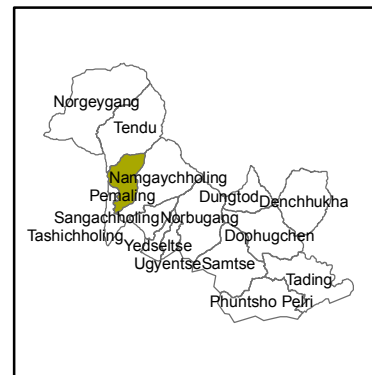 Norgeygang
Tendu
Namgaychholing
Pemaling
Dungtod
Denchhukha
Sangachholing
Norbugang
Tashichholing
Dophugchen
Yedseltse
Ugyentse
Samtse
Tading
Phuntsho Pelri